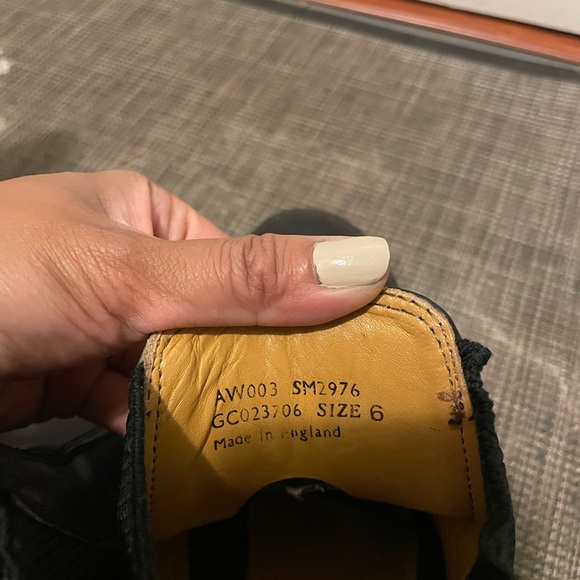 AW003 SM2976
GC023706 SIZE 6
Made in England